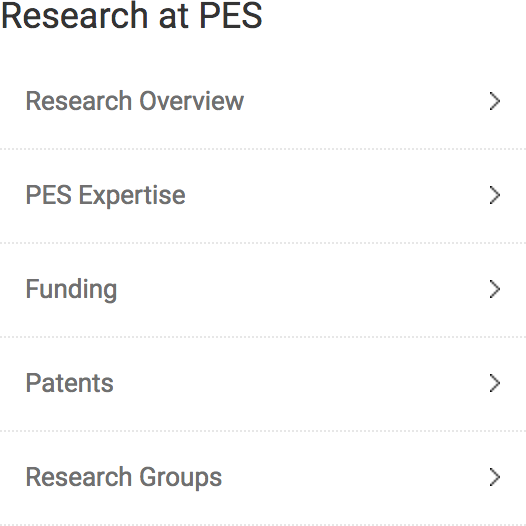 Research at PES
Research Overview
PES Expertise
Funding
Patents
Research Groups